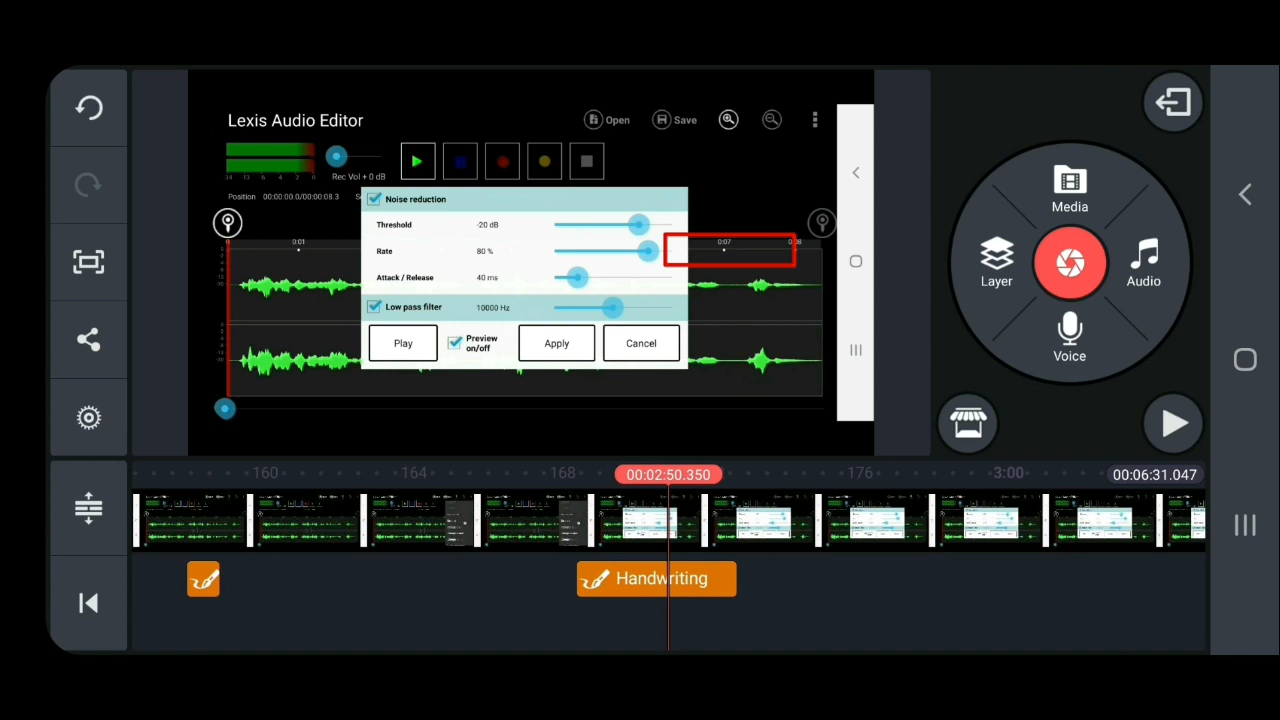 Lexis Audio Editor
Open
Save
Rec Vol + 0 dB
Position 00:00:00.0/00:00:08.3
Noise reduction
Threshold -20 dB
Rate 80 %
Attack / Release 40 ms
Low pass filter 10000 Hz
Play
Preview
on/off
Apply
Cancel
0:01
0:07
0:08
Media
Layer
Audio
Voice
160
164
168
00:02:50.350
176
3:00
00:06:31.047
Handwriting